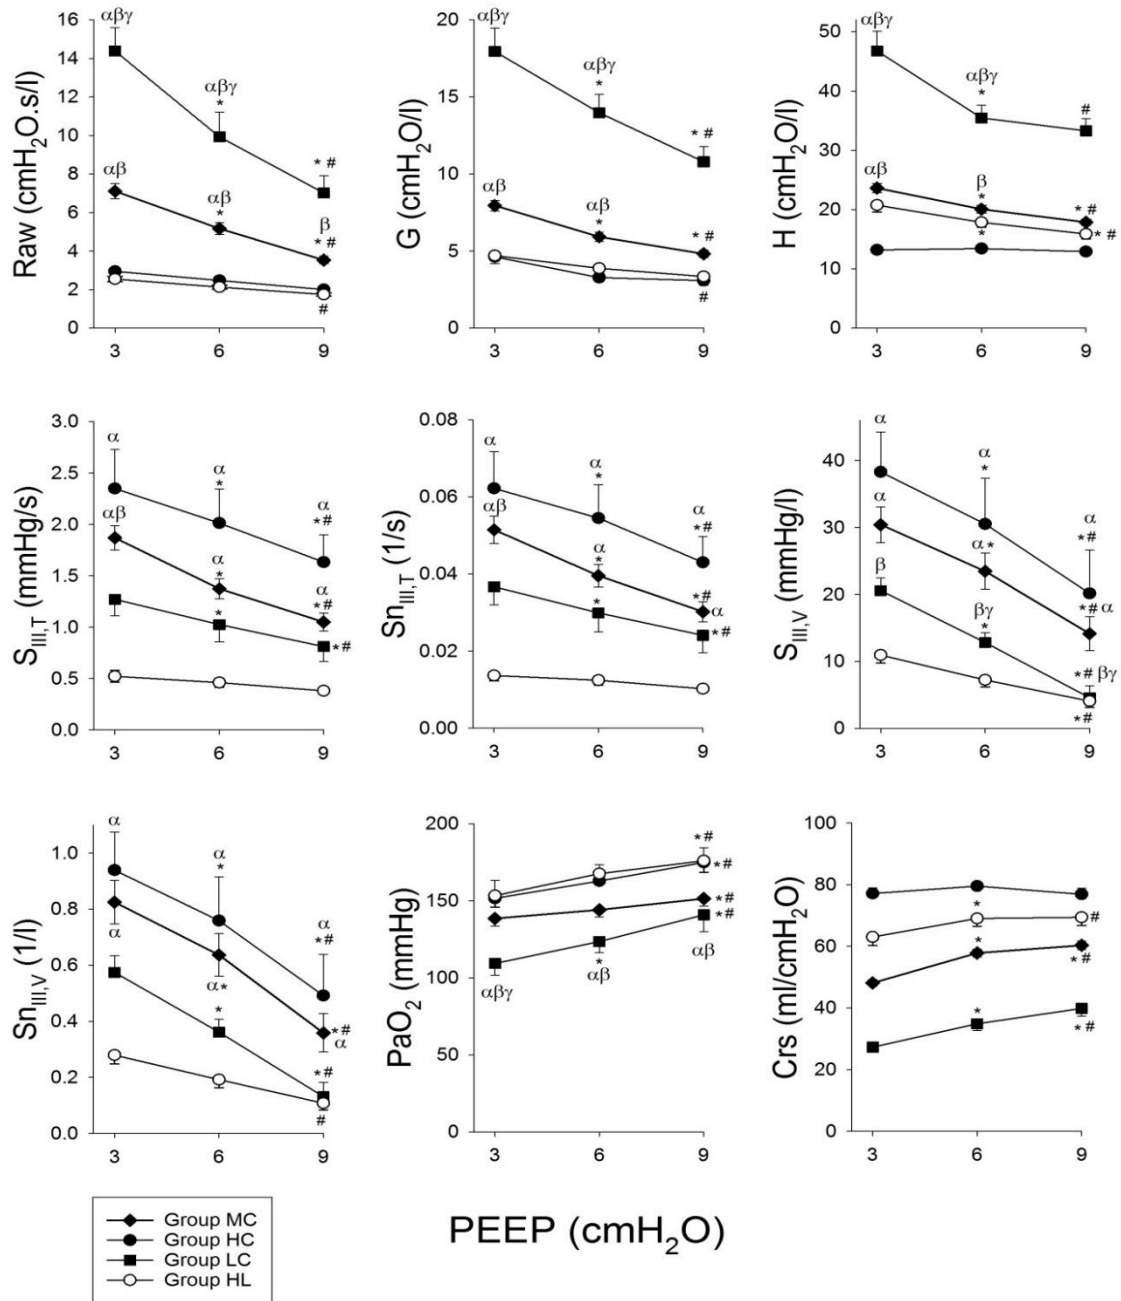 Raw (cmH₂O.s/l)
16
14
12
10
8
6
4
2
0
αβγ
αβγ
*
* #
αβ
αβ
*
β
* #
#
3
6
9
G (cmH₂O/l)
20
15
10
5
0
αβγ
αβγ
*
* #
αβ
αβ
*
* #
#
3
6
9
H (cmH₂O/l)
50
40
30
20
10
0
αβγ
αβγ
*
#
αβ
β
*
* #
*
* #
3
6
9
S_III,T (mmHg/s)
3.0
2.5
2.0
1.5
1.0
0.5
0.0
α
α
*
α
*#
αβ
α
*
α
*#
*
*#
3
6
9
Sn_III,T (1/s)
0.08
0.06
0.04
0.02
0.00
α
α
*
α
*#
αβ
α
*
*#
α
*
*#
3
6
9
S_III,V (mmHg/l)
40
30
20
10
0
α
α
*
α
*#
α
α*
*# α
β
βγ
*
*# βγ
*#
3
6
9
Sn_III,V (1/l)
1.0
0.8
0.6
0.4
0.2
0.0
α
α
*
α
*#
α
α*
*#
α
*
*#
#
3
6
9
PaO₂ (mmHg)
200
150
100
50
0
*#
*#
*#
*#
αβγ
*
αβ
αβ
3
6
9
Crs (ml/cmH₂O)
100
80
60
40
20
0
*
#
*
*#
*
*#
3
6
9
Group MC
Group HC
Group LC
Group HL
PEEP (cmH₂O)